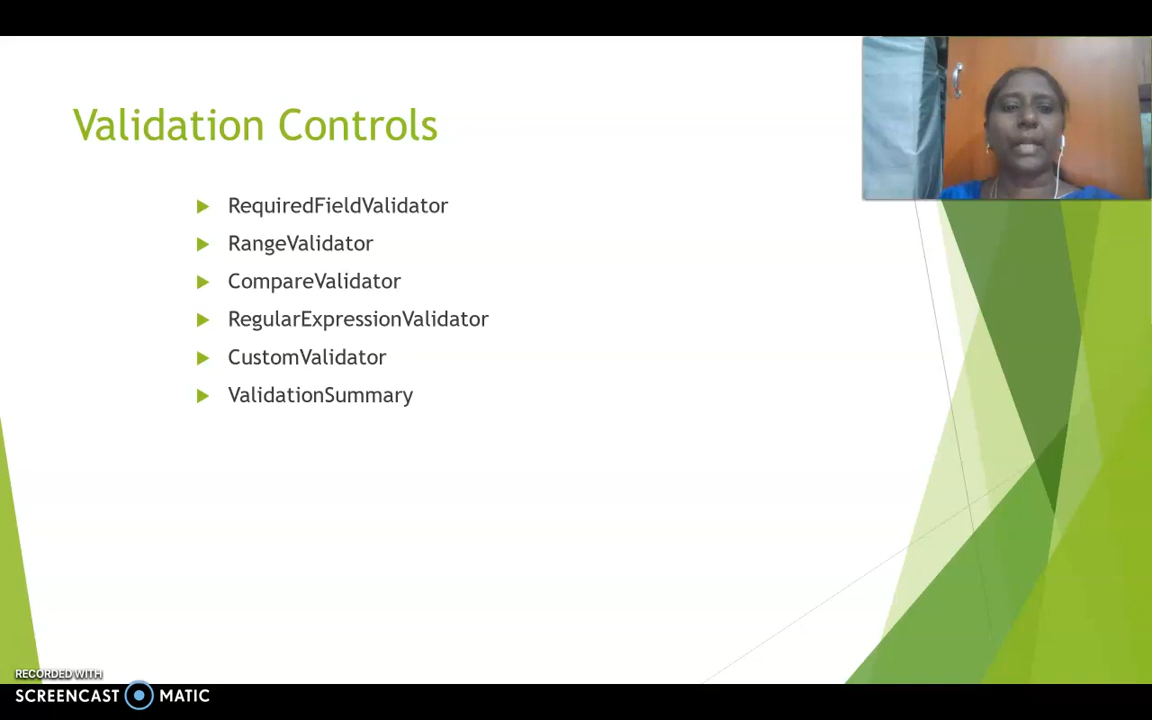 Validation Controls
RequiredFieldValidator
RangeValidator
CompareValidator
RegularExpressionValidator
CustomValidator
ValidationSummary
RECORDED WITH
SCREENCAST MATIC